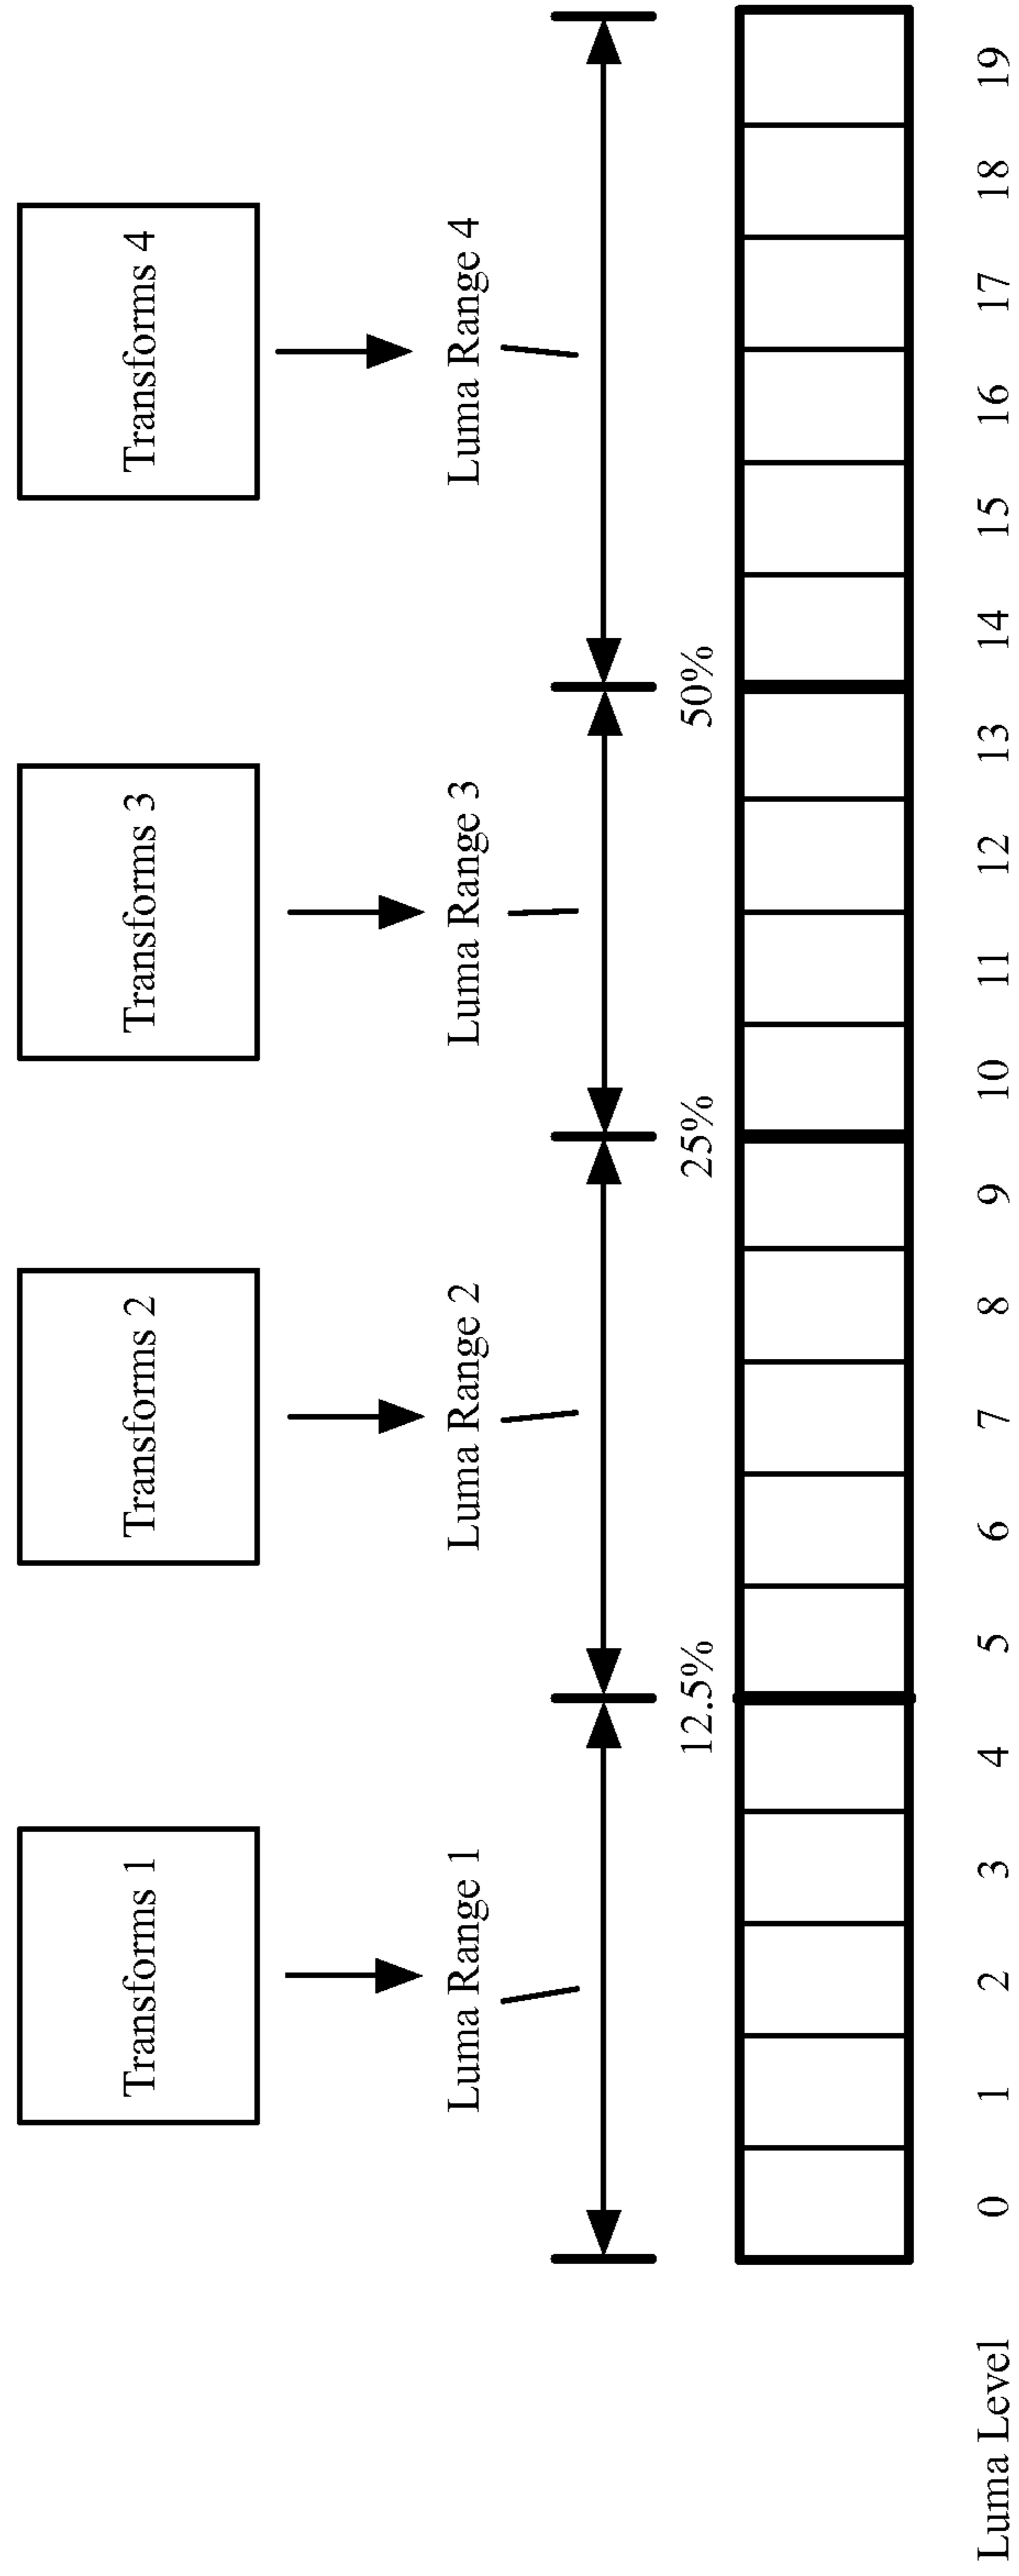 Transforms 1
Transforms 2
Transforms 3
Transforms 4
Luma Range 1
Luma Range 2
Luma Range 3
Luma Range 4
12.5%
25%
50%
Luma Level 0 1 2 3 4 5 6 7 8 9 10 11 12 13 14 15 16 17 18 19